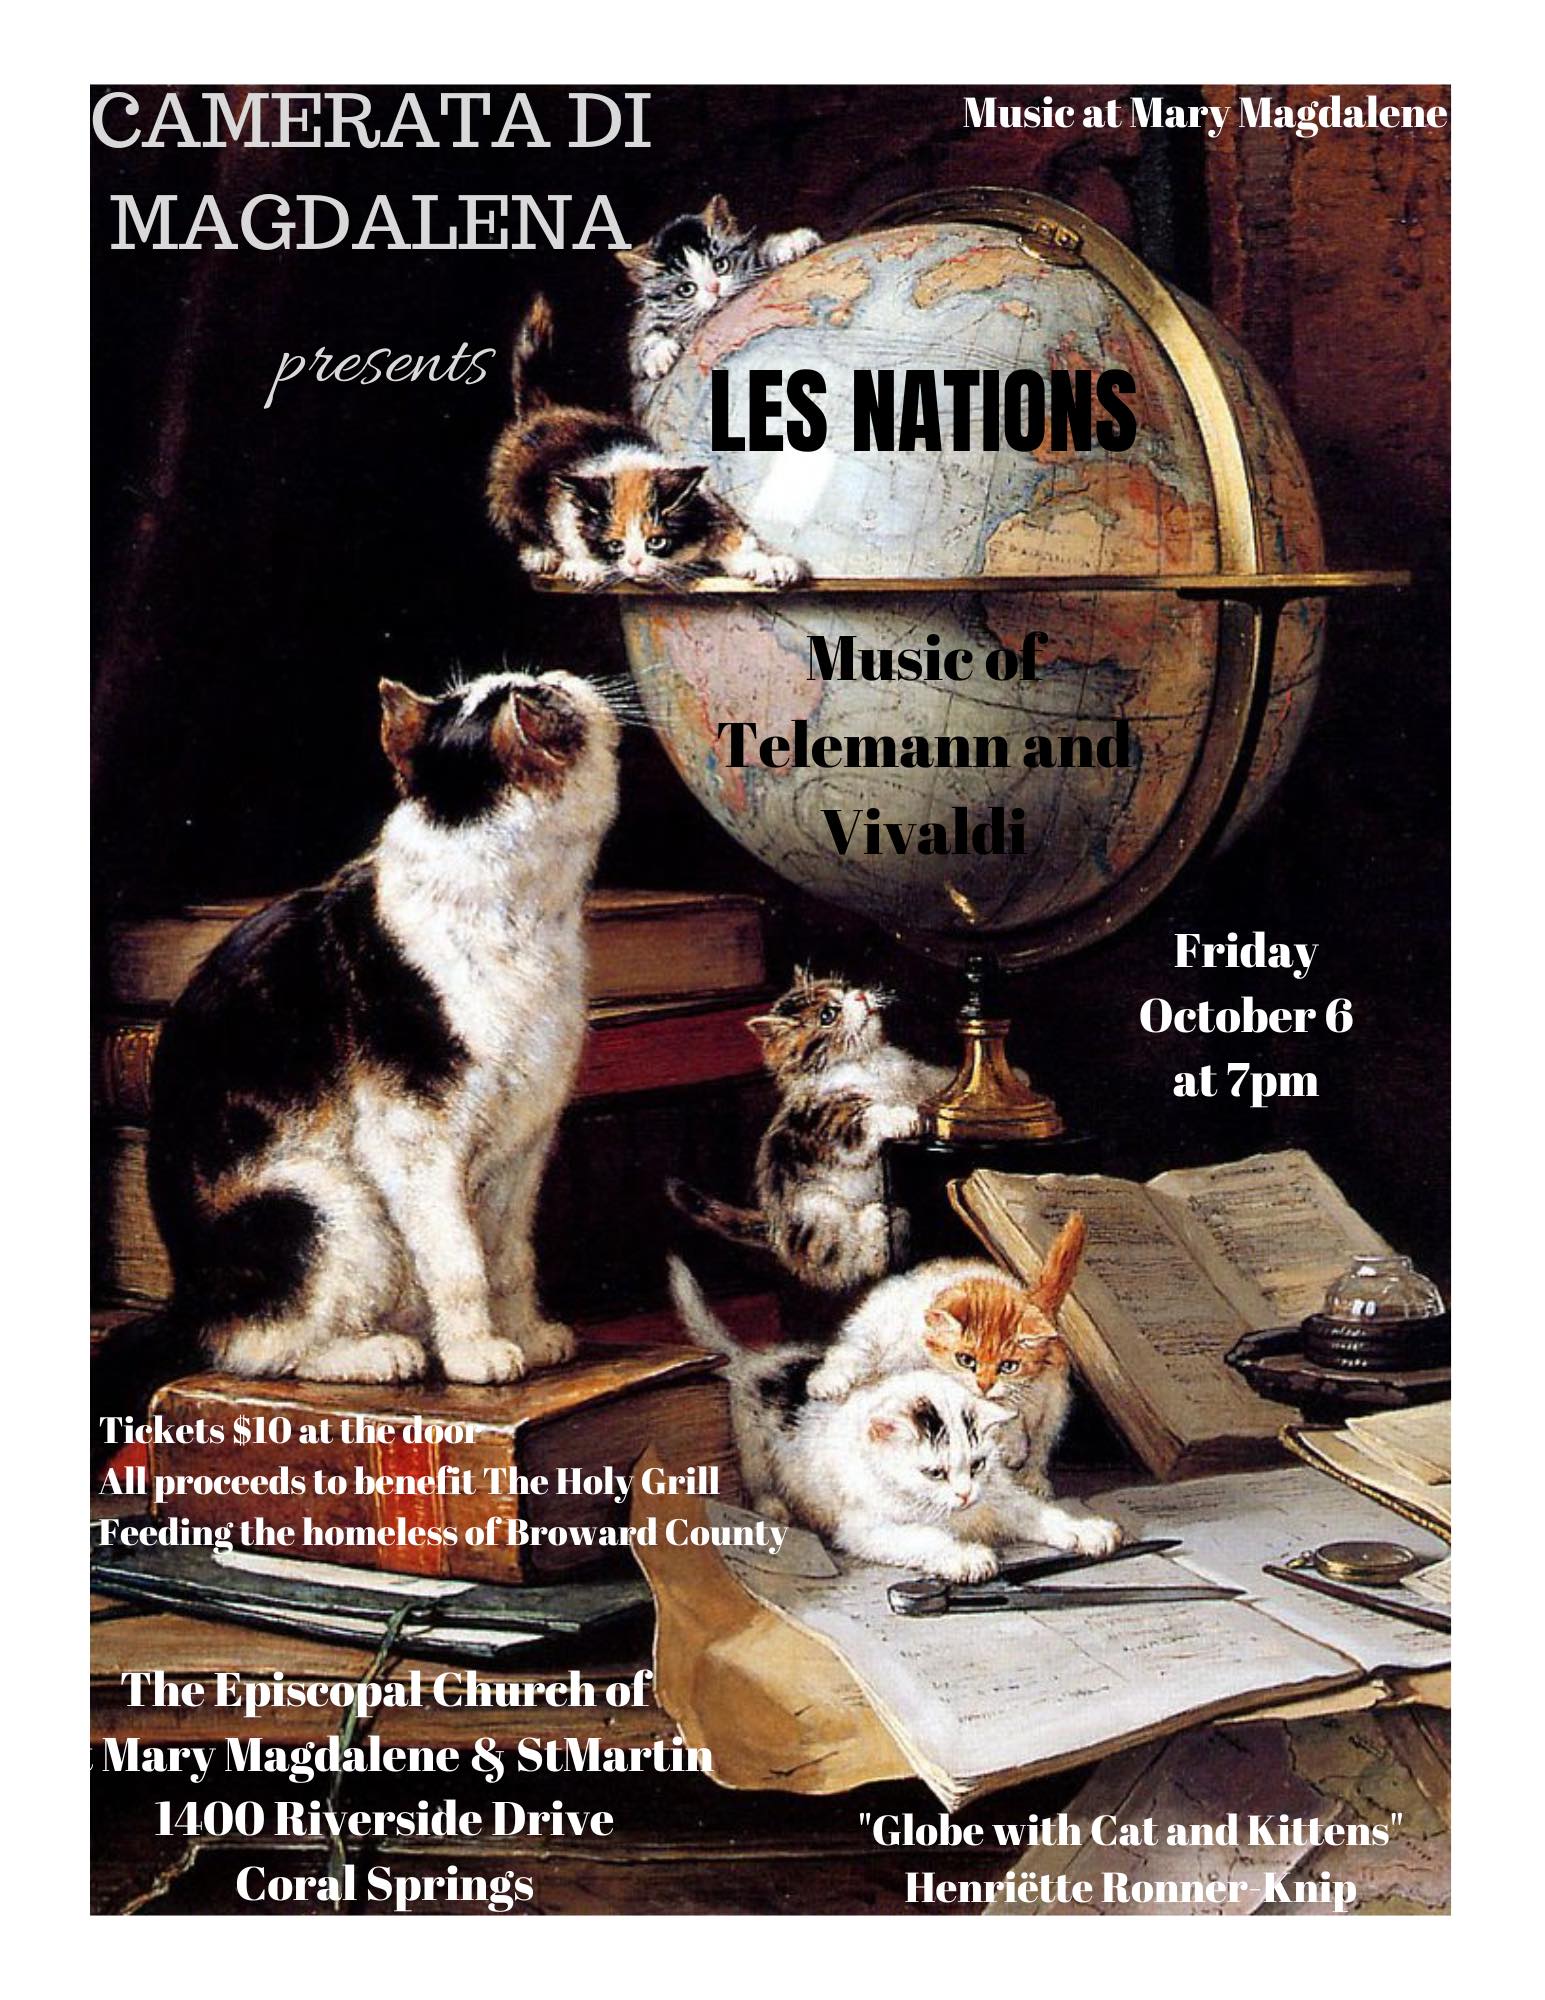 CAMERATA DI
MAGDALENA
presents
Music at Mary Magdalene
LES NATIONS
Music of
Telemann and
Vivaldi
Friday
October 6
at 7pm
Tickets $10 at the door
All proceeds to benefit The Holy Grill
Feeding the homeless of Broward County
The Episcopal Church of
t Mary Magdalene & StMartin
1400 Riverside Drive
Coral Springs
"Globe with Cat and Kittens"
Henriëtte Ronner-Knip